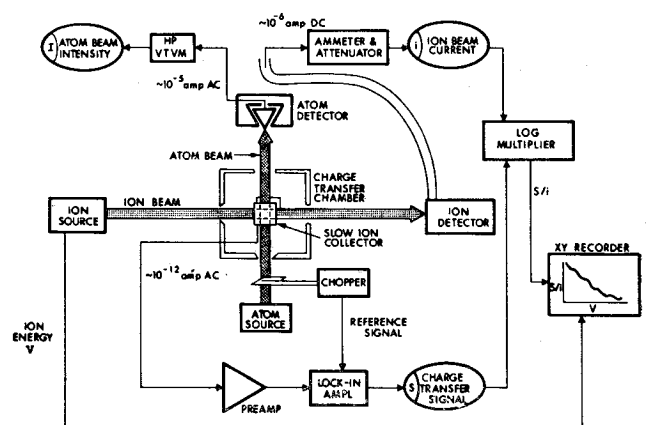 ~10⁻⁶ amp DC
I
ATOM BEAM
INTENSITY
HP
VTVM
AMMETER &
ATTENUATOR
i
ION BEAM
CURRENT
~10⁻⁵ amp AC
ATOM
DETECTOR
LOG
MULTIPLIER
ATOM BEAM
CHARGE
TRANSFER
CHAMBER
S/i
ION BEAM
ION
SOURCE
ION
DETECTOR
SLOW ION
COLLECTOR
XY RECORDER
~10⁻¹² amp AC
S/i
V
CHOPPER
ATOM
SOURCE
ION
ENERGY
V
REFERENCE
SIGNAL
LOCK-IN
AMPL
S
CHARGE
TRANSFER
SIGNAL
PREAMP